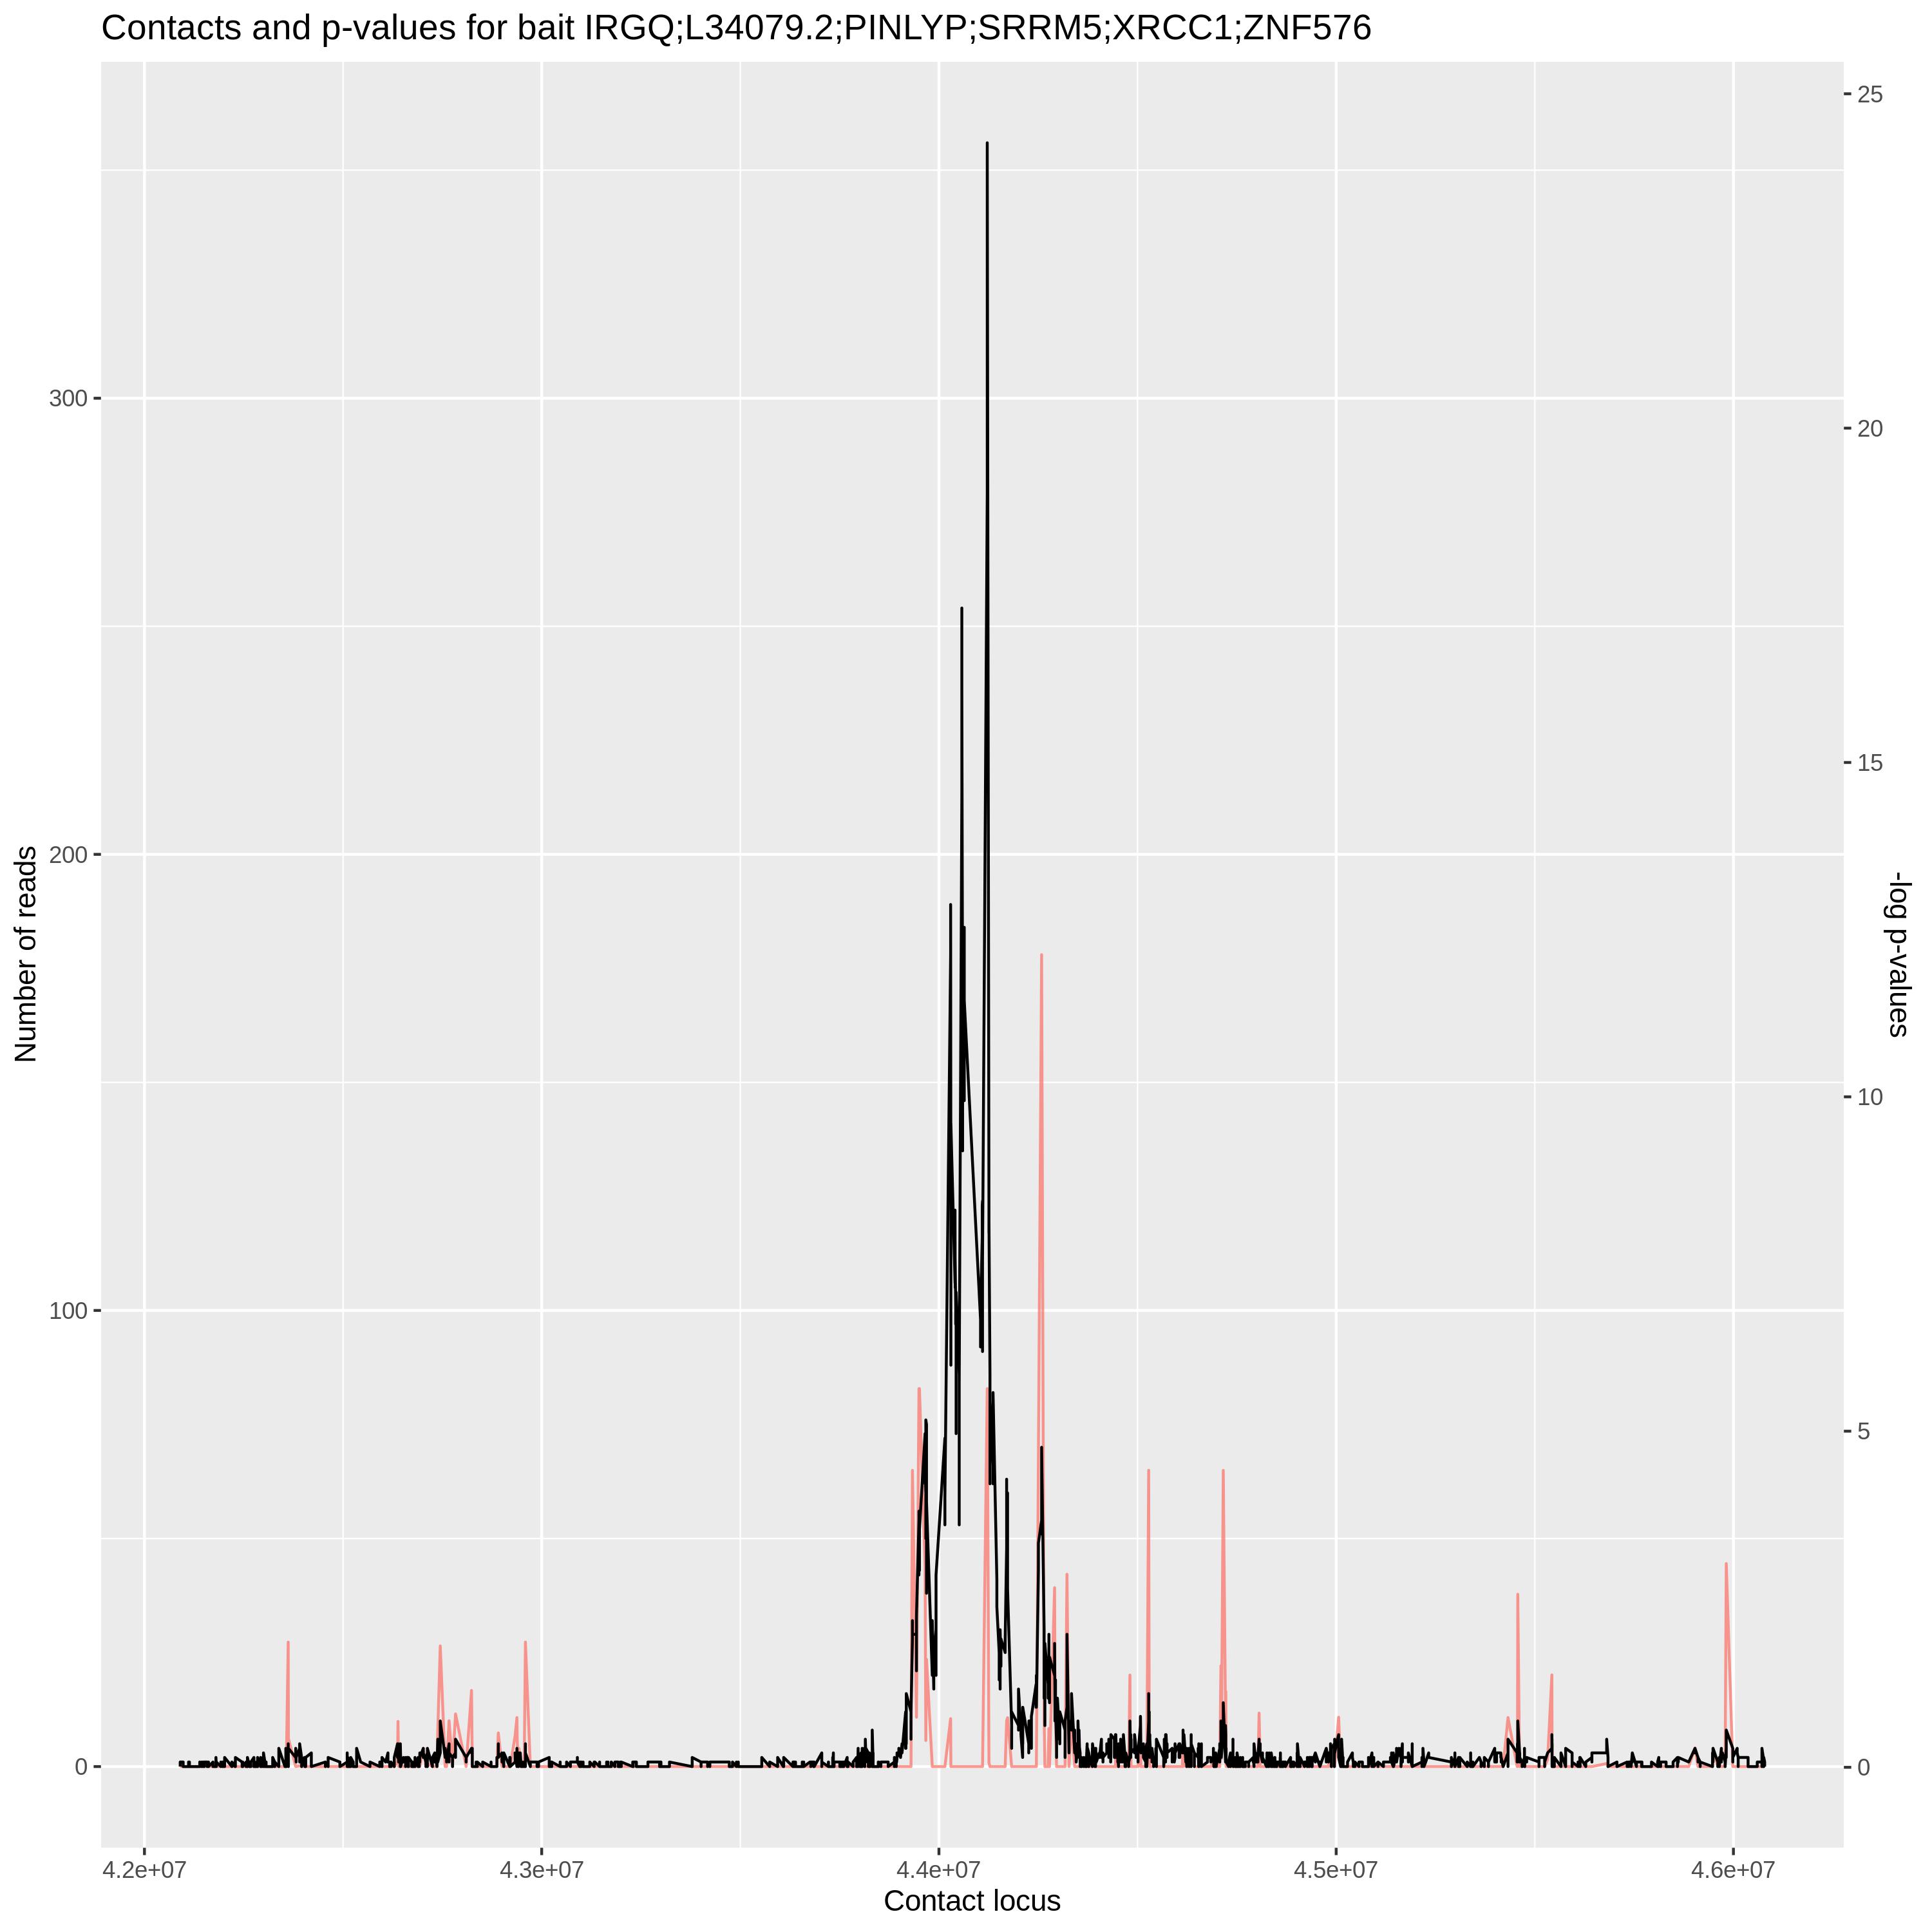 Contacts and p-values for bait IRGQ;L34079.2;PINLYP;SRRM5;XRCC1;ZNF576
Number of reads
300
200
100
0
25
20
15
10
5
0
-log p-values
4.2e+07 4.3e+07 4.4e+07 4.5e+07 4.6e+07
Contact locus